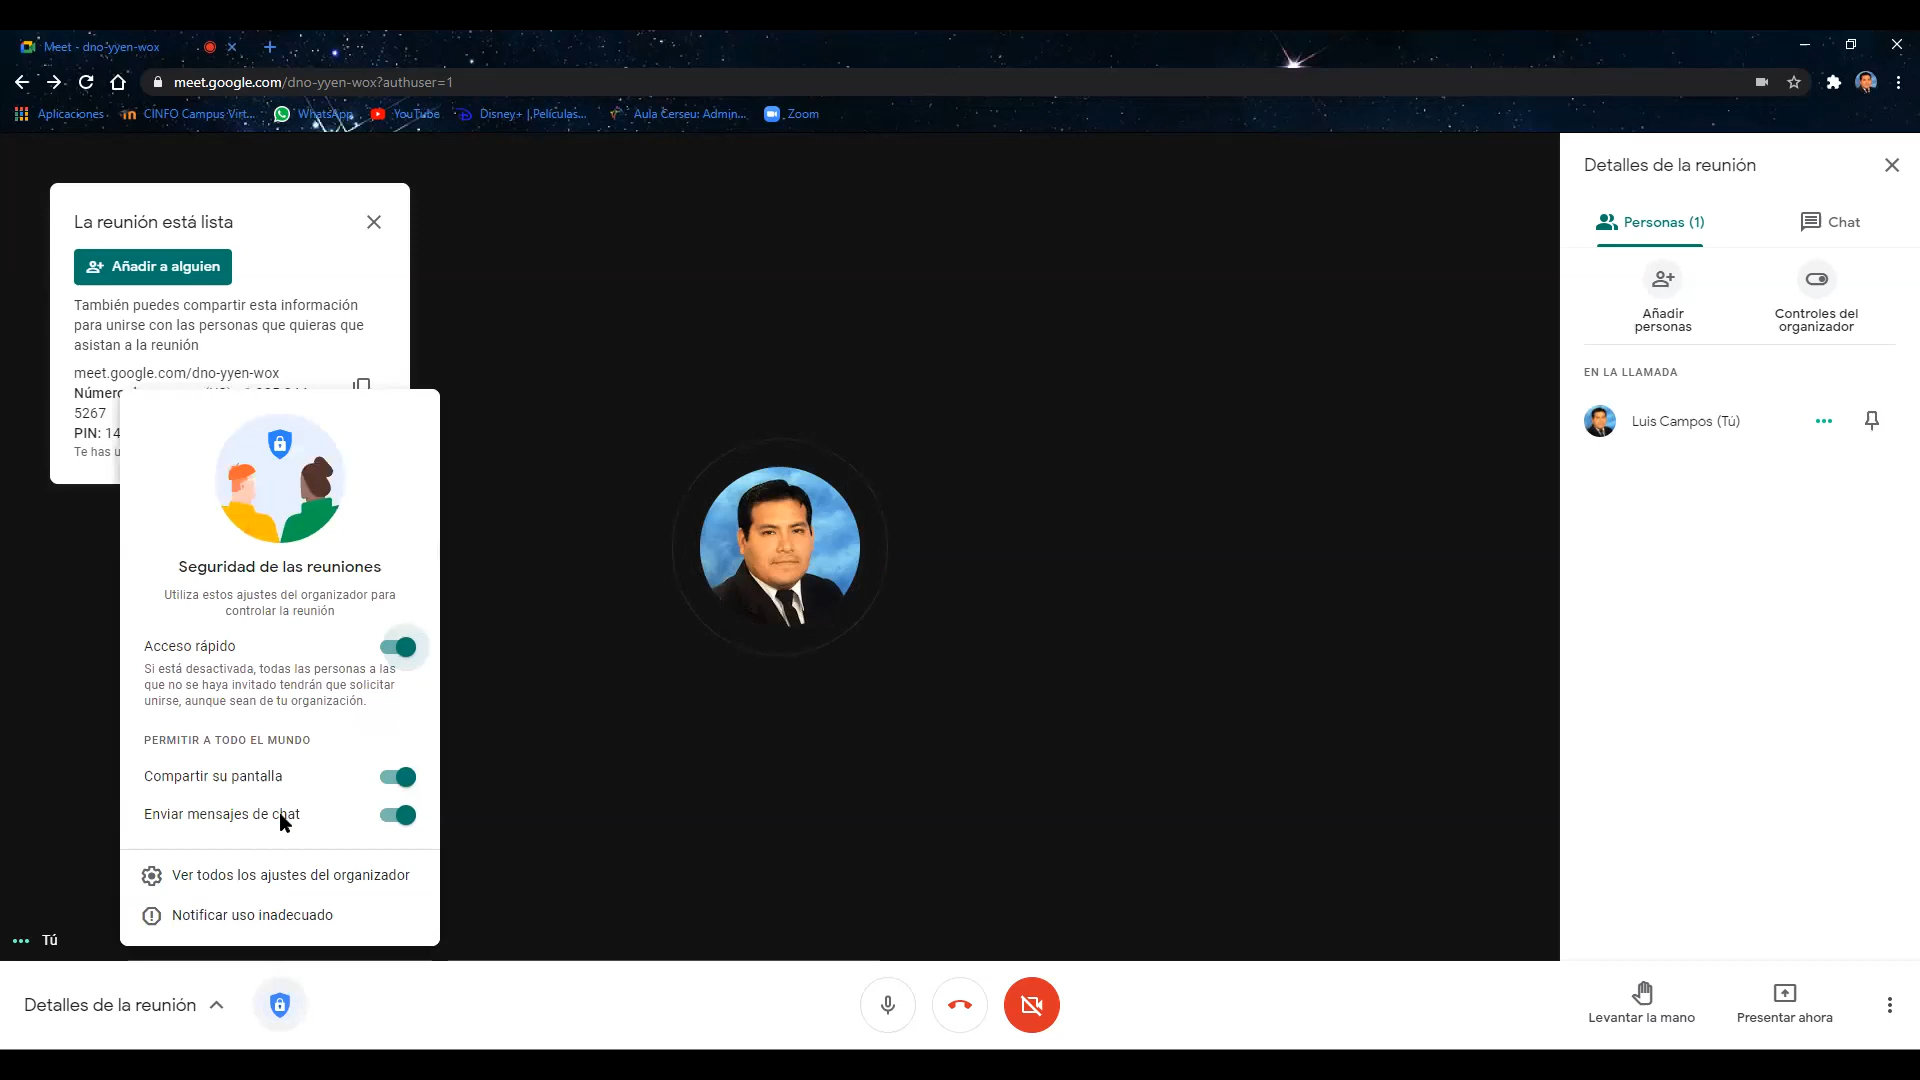 Meet - dno-yyen-wox
meet.google.com/dno-yyen-wox?authuser=1
Aplicaciones
CINFO Campus Virt...
WhatsApp
YouTube
Disney+ | Películas...
Aula Cerseu: Admin...
Zoom
La reunión está lista
Añadir a alguien
También puedes compartir esta información
para unirse con las personas que quieras que
asistan a la reunión
meet.google.com/dno-yyen-wox
Número
5267
PIN: 14
Te has u
Seguridad de las reuniones
Utiliza estos ajustes del organizador para
controlar la reunión
Acceso rápido
Si está desactivada, todas las personas a las
que no se haya invitado tendrán que solicitar
unirse, aunque sean de tu organización.
PERMITIR A TODO EL MUNDO
Compartir su pantalla
Enviar mensajes de chat
Ver todos los ajustes del organizador
Notificar uso inadecuado
Tú
Detalles de la reunión
Personas (1)
Chat
Añadir
personas
Controles del
organizador
EN LA LLAMADA
Luis Campos (Tú)
Detalles de la reunión
Levantar la mano
Presentar ahora